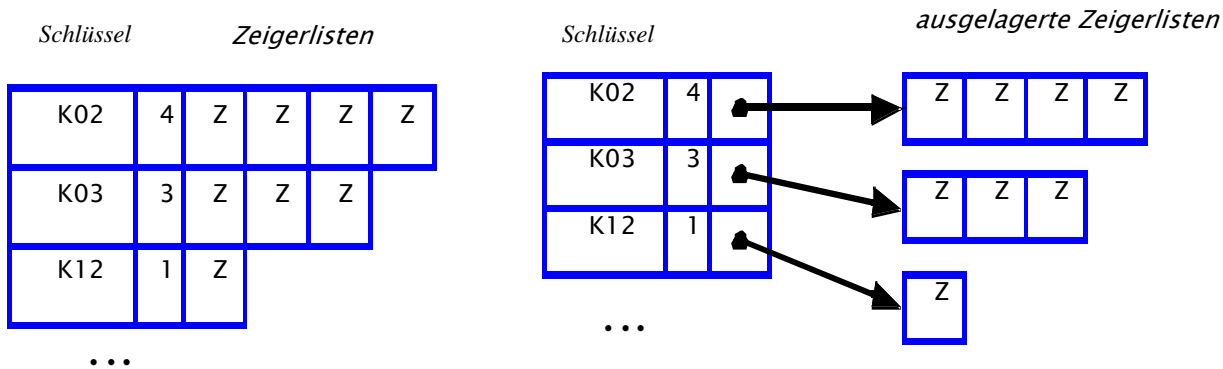 Schlüssel Zeigerlisten
K02 4 Z Z Z Z
K03 3 Z Z Z
K12 1 Z
...
Schlüssel ausgelagerte Zeigerlisten
K02 4 Z Z Z Z
K03 3 Z Z Z
K12 1 Z
...